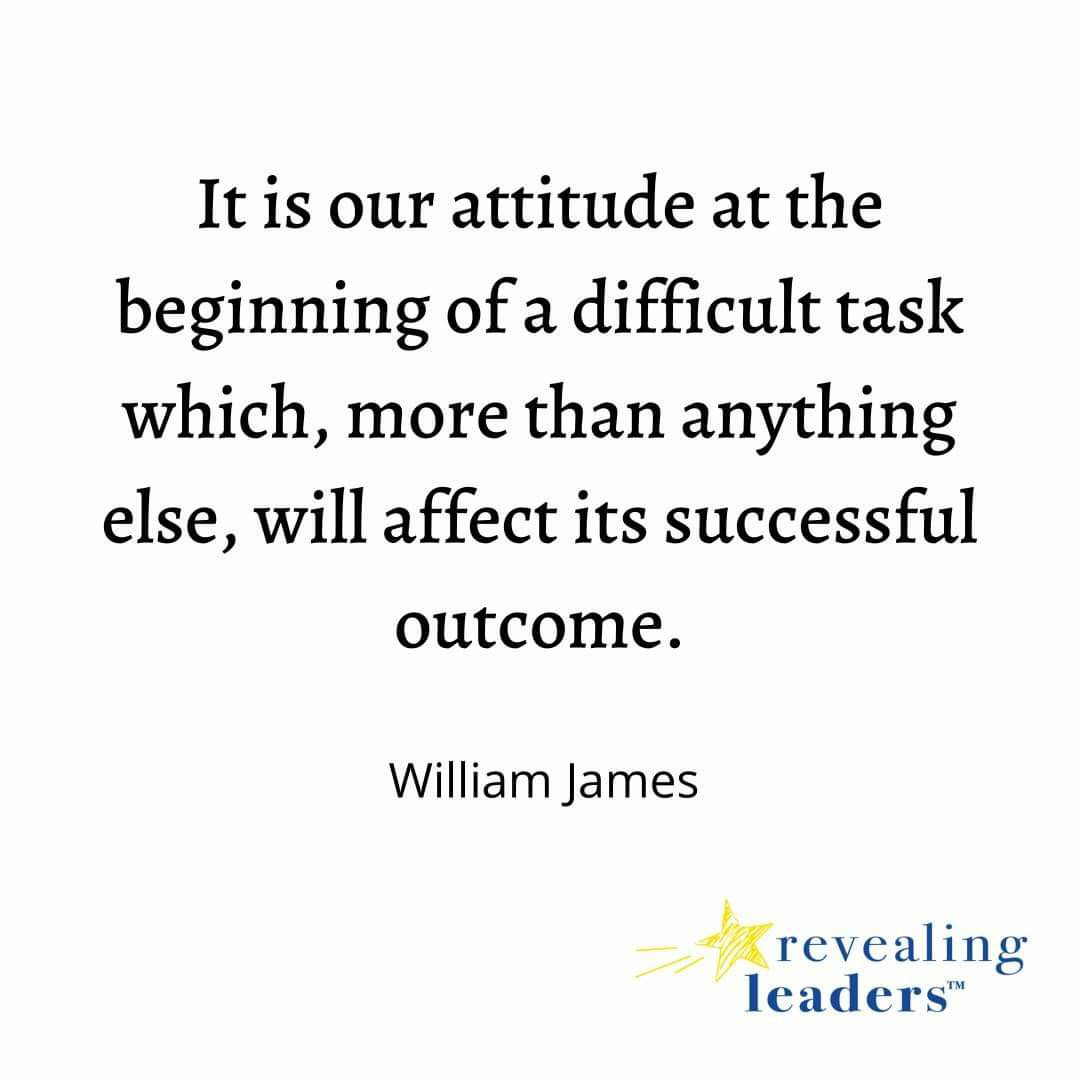 It is our attitude at the
beginning of a difficult task
which, more than anything
else, will affect its successful
outcome.
William James
revealing
leaders™